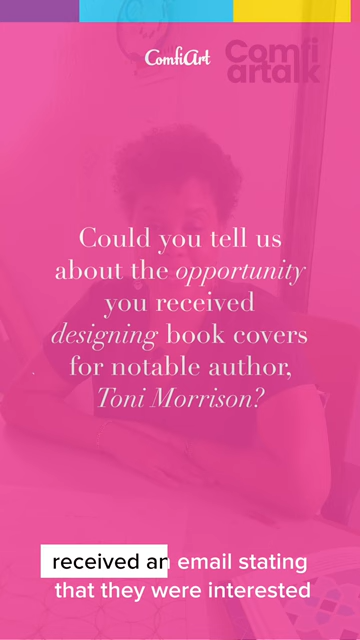 ComfiArt
Comfi
artalk
Could you tell us
about the opportunity
you received
designing book covers
for notable author,
Toni Morrison?
received an email stating
that they were interested